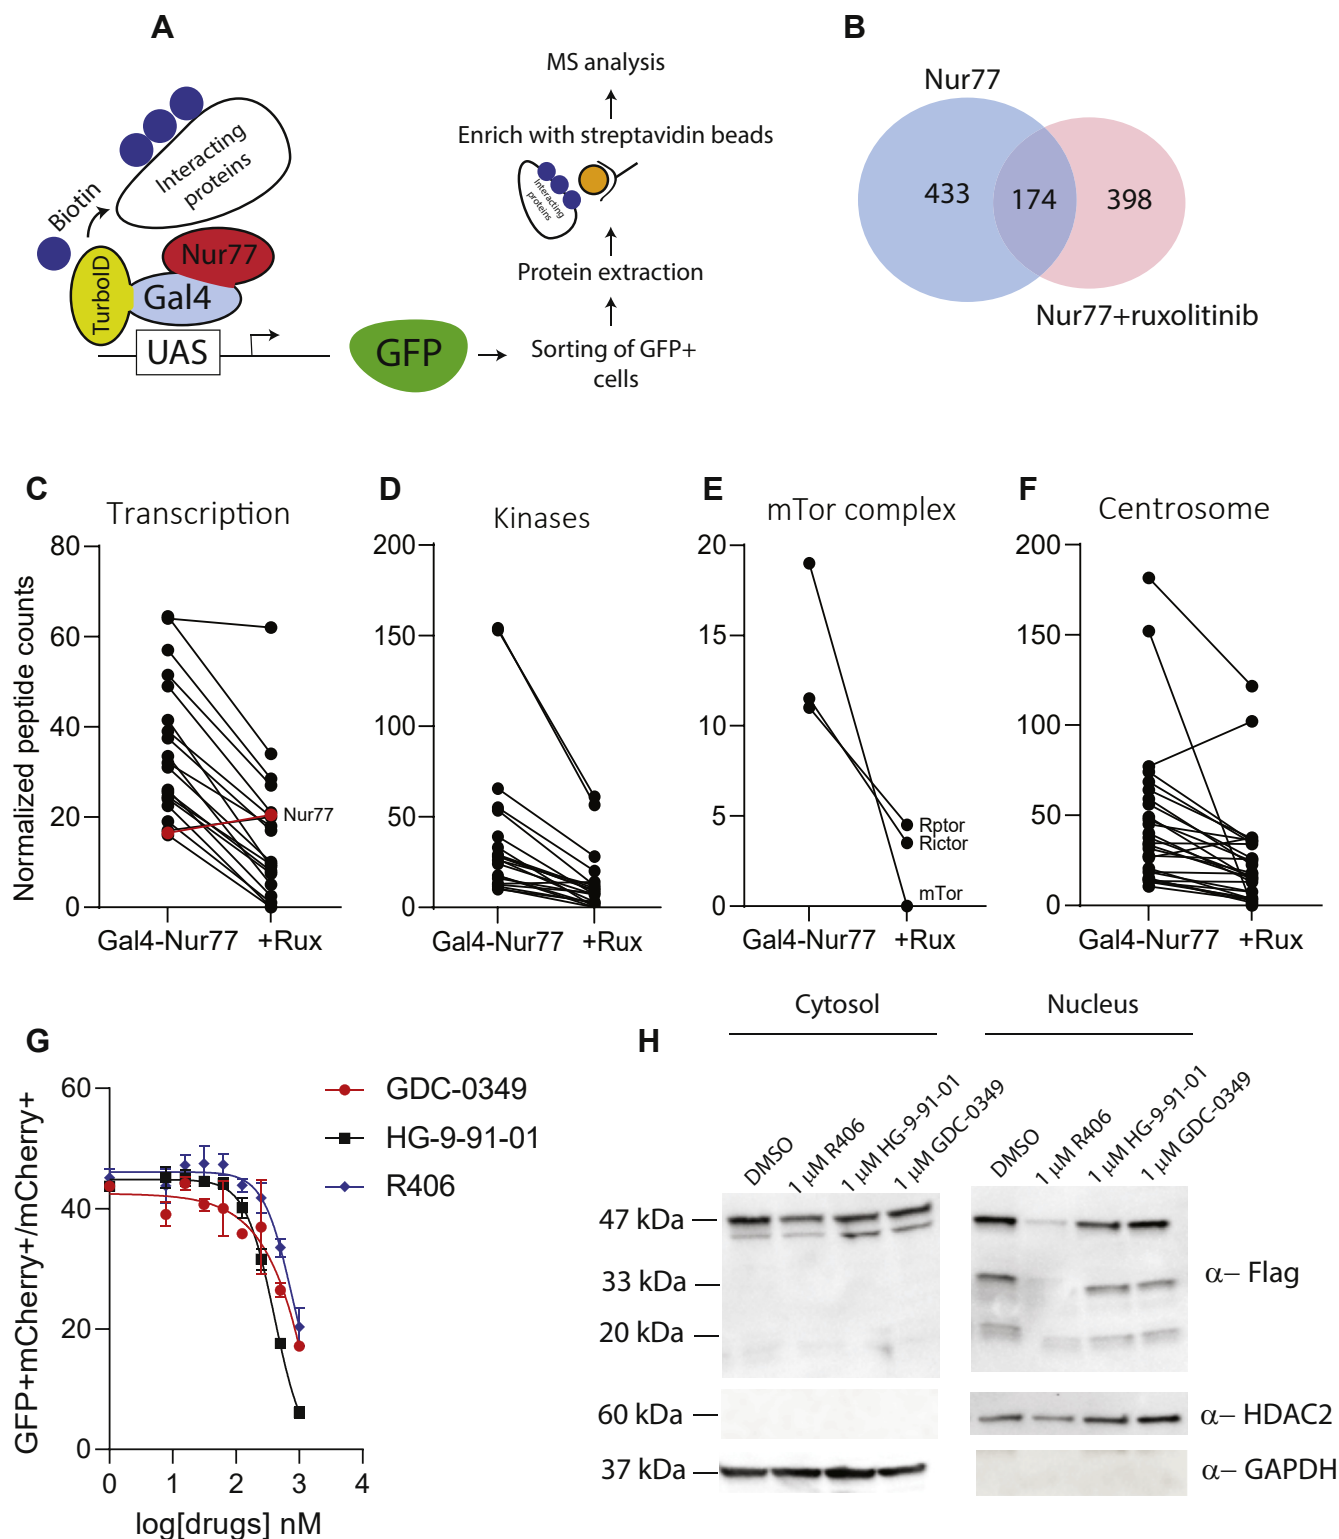 A
MS analysis
Enrich with streptavidin beads
Interacting
proteins
Biotin
Interacting
proteins
Nur77
TurboID
Gal4
Protein extraction
UAS
GFP
Sorting of GFP+
cells
B
Nur77
433
174
398
Nur77+ruxolitinib
C
Transcription
Normalized peptide counts
80
60
40
20
0
Nur77
Gal4-Nur77
+Rux
D
Kinases
200
150
100
50
0
Gal4-Nur77
+Rux
E
mTor complex
20
15
10
5
0
Rptor
Rictor
mTor
Gal4-Nur77
+Rux
F
Centrosome
200
150
100
50
0
Gal4-Nur77
+Rux
G
GFP+mCherry+/mCherry+
60
40
20
0
0
1
2
3
4
log[drugs] nM
GDC-0349
HG-9-91-01
R406
H
Cytosol
Nucleus
DMSO
1 µM R406
1 µM HG-9-91-01
1 µM GDC-0349
DMSO
1 µM R406
1 µM HG-9-91-01
1 µM GDC-0349
47 kDa
33 kDa
20 kDa
60 kDa
37 kDa
α– Flag
α– HDAC2
α– GAPDH